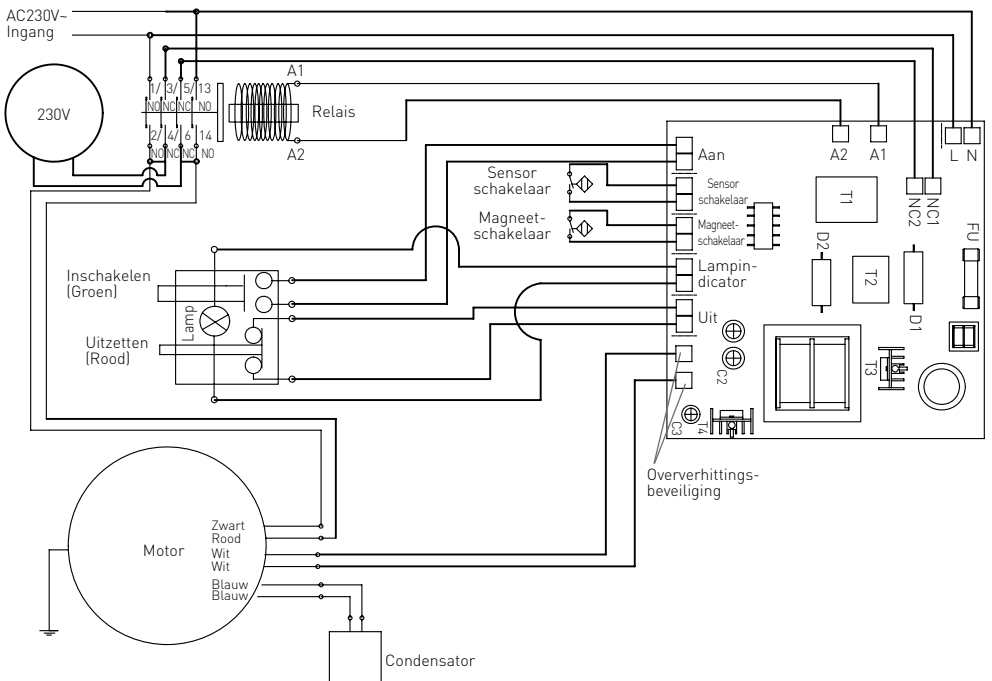 AC230V~
Ingang
230V
1/ 3/ 5/ 13
NO NC NC NO
2/ 4/ 6 14
NO NC NC NO
A1
Relais
A2
A2 A1
L N
NC2 NC1
FU
T1
D2
T2
D1
T3
C2
C3
T4
Aan
Sensor
schakelaar
Magneet-
schakelaar
Lampin-
dicator
Uit
Sensor
schakelaar
Magneet-
schakelaar
Inschakelen
(Groen)
Lamp
Uitzetten
(Rood)
Oververhittings-
beveiliging
Motor
Zwart
Rood
Wit
Wit
Blauw
Blauw
Condensator